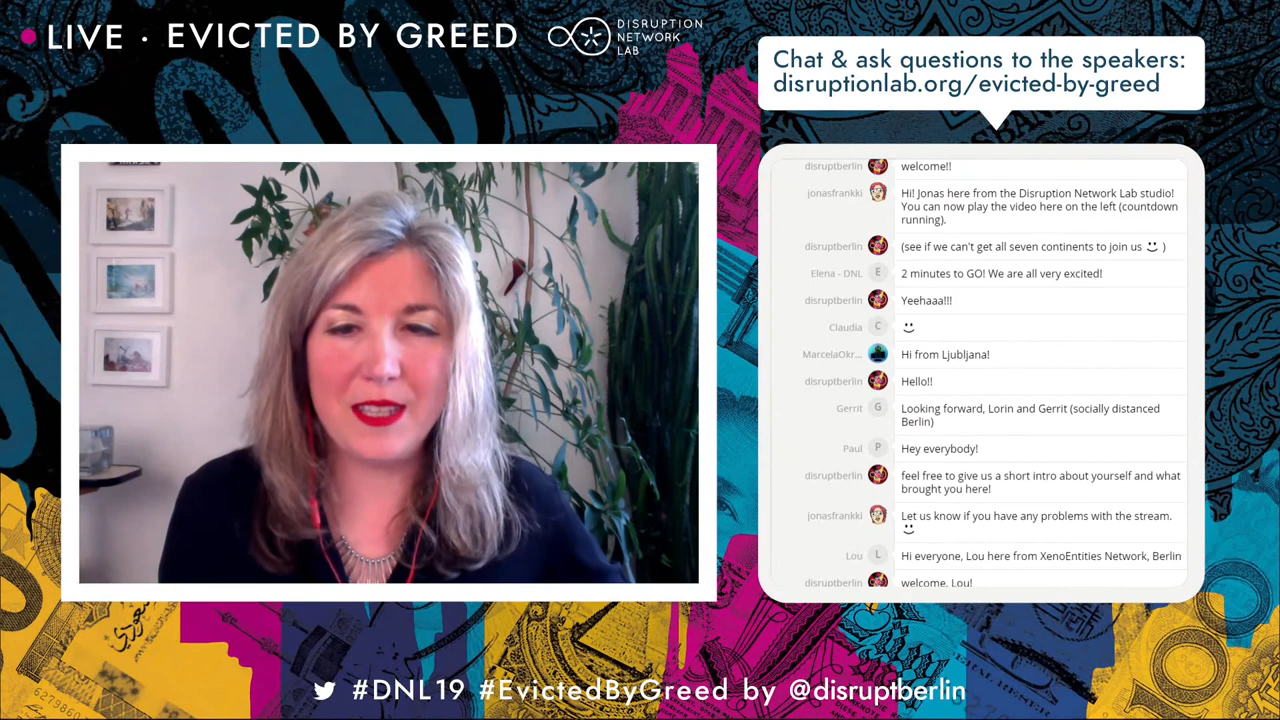 LIVE · EVICTED BY GREED
DISRUPTION
NETWORK
LAB
Chat & ask questions to the speakers:
disruptionlab.org/evicted-by-greed
disruptberlin welcome!!
jonasfrankki Hi! Jonas here from the Disruption Network Lab studio!
You can now play the video here on the left (countdown
running).
disruptberlin (see if we can't get all seven continents to join us )
Elena - DNL E 2 minutes to GO! We are all very excited!
disruptberlin Yeehaaa!!!
Claudia C
MarcelaOkr... Hi from Ljubljana!
disruptberlin Hello!!
Gerrit G Looking forward, Lorin and Gerrit (socially distanced
Berlin)
Paul P Hey everybody!
disruptberlin feel free to give us a short intro about yourself and what
brought you here!
jonasfrankki Let us know if you have any problems with the stream.
Lou L Hi everyone, Lou here from XenoEntities Network, Berlin
disruptberlin welcome, Lou!
6279860
#DNL19 #EvictedByGreed by @disruptberlin